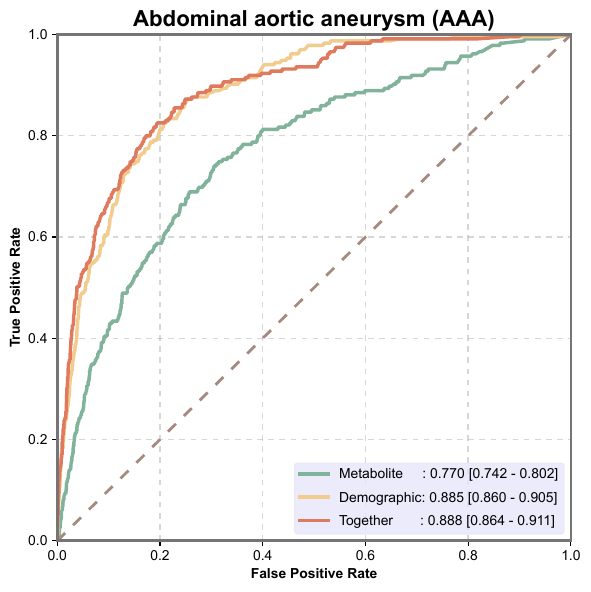 Abdominal aortic aneurysm (AAA)
1.0
0.8
0.6
0.4
0.2
0.0
True Positive Rate
Metabolite : 0.770 [0.742 - 0.802]
Demographic: 0.885 [0.860 - 0.905]
Together : 0.888 [0.864 - 0.911]
0.0 0.2 0.4 0.6 0.8 1.0
False Positive Rate